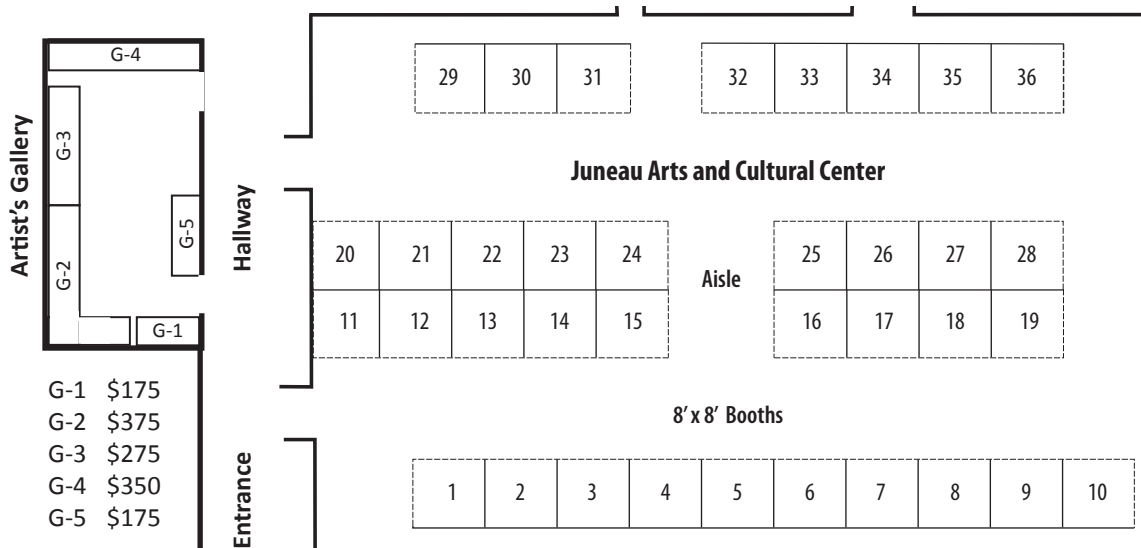 G-4
29 30 31 32 33 34 35 36
G-3
Artist's Gallery
Juneau Arts and Cultural Center
Hallway
G-5
G-2
20 21 22 23 24 25 26 27 28
Aisle
11 12 13 14 15 16 17 18 19
G-1
G-1 $175
G-2 $375
G-3 $275
G-4 $350
G-5 $175
8' x 8' Booths
Entrance
1 2 3 4 5 6 7 8 9 10